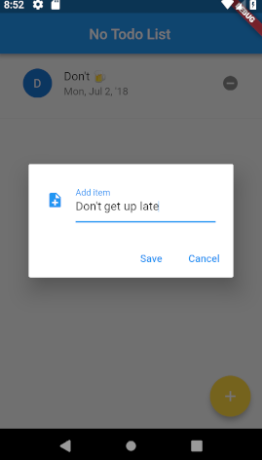 8:52
DEBUG
No Todo List
D
Don't 👋
Mon, Jul 2, '18
Add item
Don't get up late
Save
Cancel